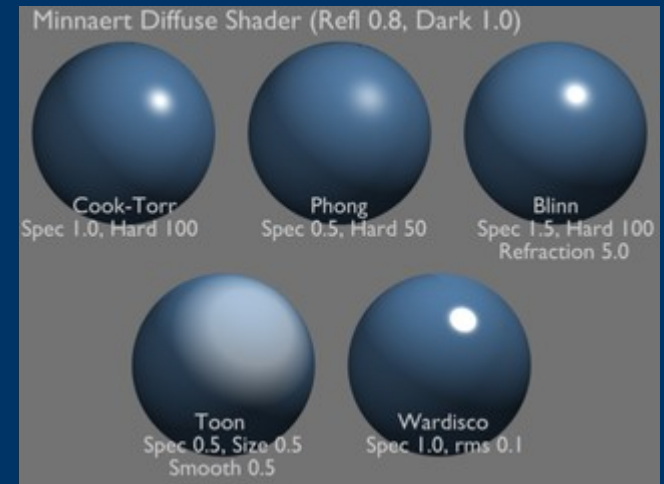 Minnaert Diffuse Shader (Refl 0.8, Dark 1.0)
Cook-Torr
Spec 1.0, Hard 100
Phong
Spec 0.5, Hard 50
Blinn
Spec 1.5, Hard 100
Refraction 5.0
Toon
Spec 0.5, Size 0.5
Smooth 0.5
Wardisco
Spec 1.0, rms 0.1